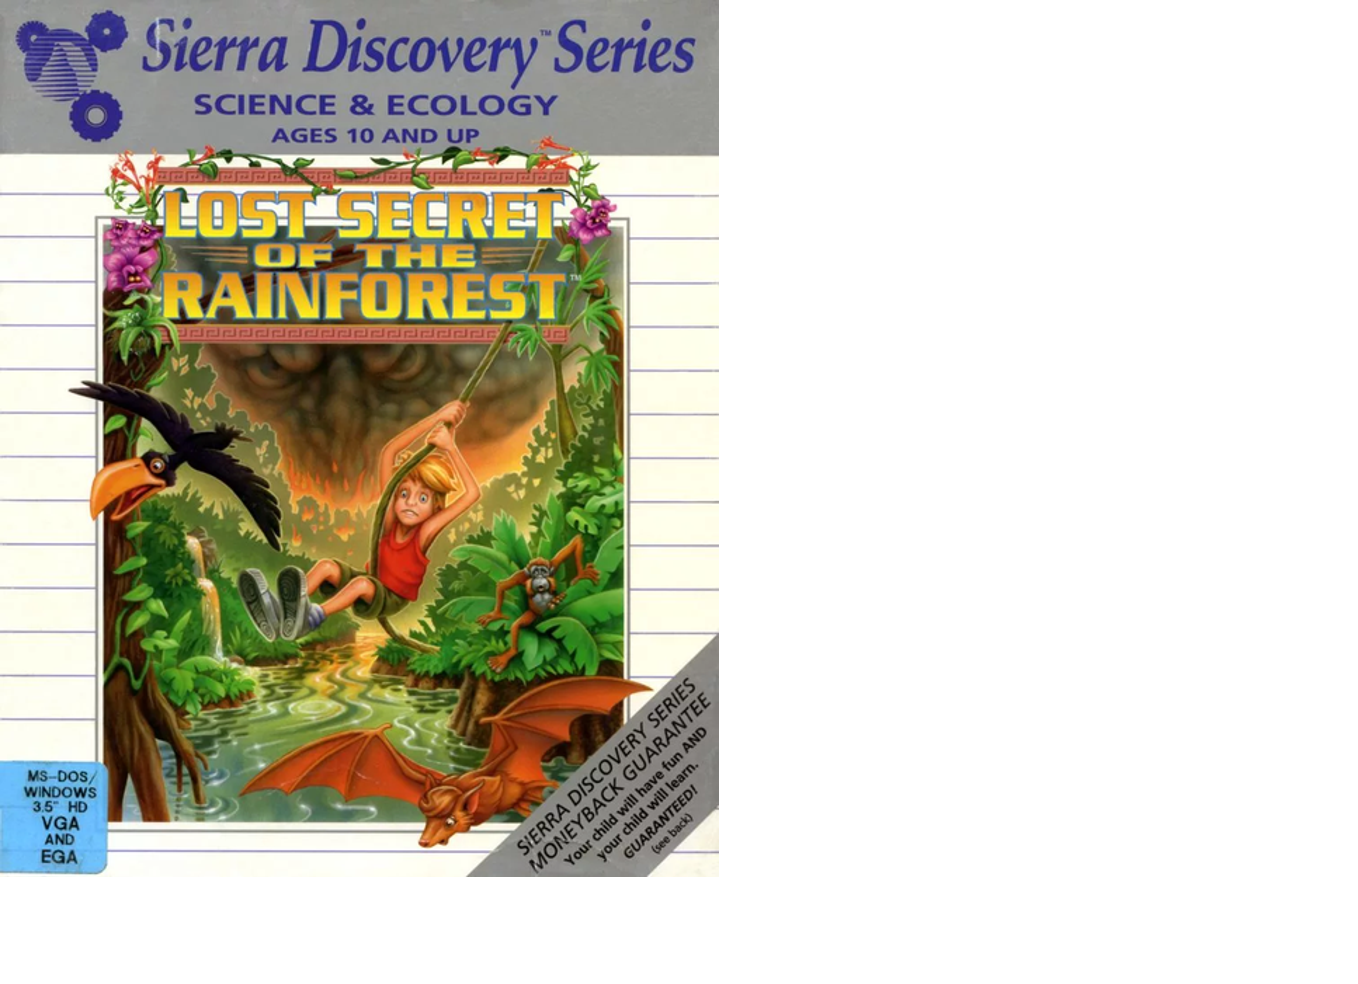 Sierra Discovery™ Series
SCIENCE & ECOLOGY
AGES 10 AND UP
LOST SECRET
OF THE
RAINFOREST™
SIERRA DISCOVERY SERIES
MONEYBACK GUARANTEE
Your child will have fun AND
your child will learn.
GUARANTEED!
(see back)
MS-DOS/
WINDOWS
3.5" HD
VGA
AND
EGA